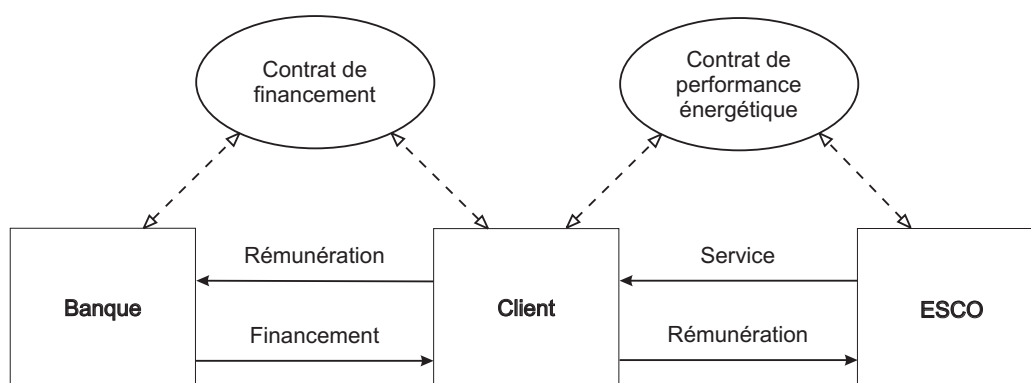 Contrat de
financement
Contrat de
performance
énergétique
Rémunération
Service
Banque
Client
ESCO
Financement
Rémunération